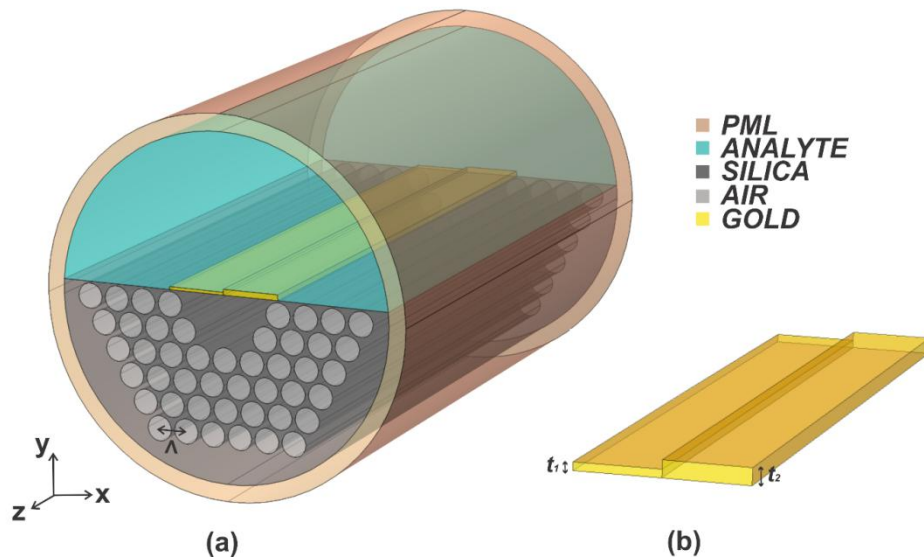 PML
ANALYTE
SILICA
AIR
GOLD
Λ
y
x
z
t₁
t₂
(a)
(b)